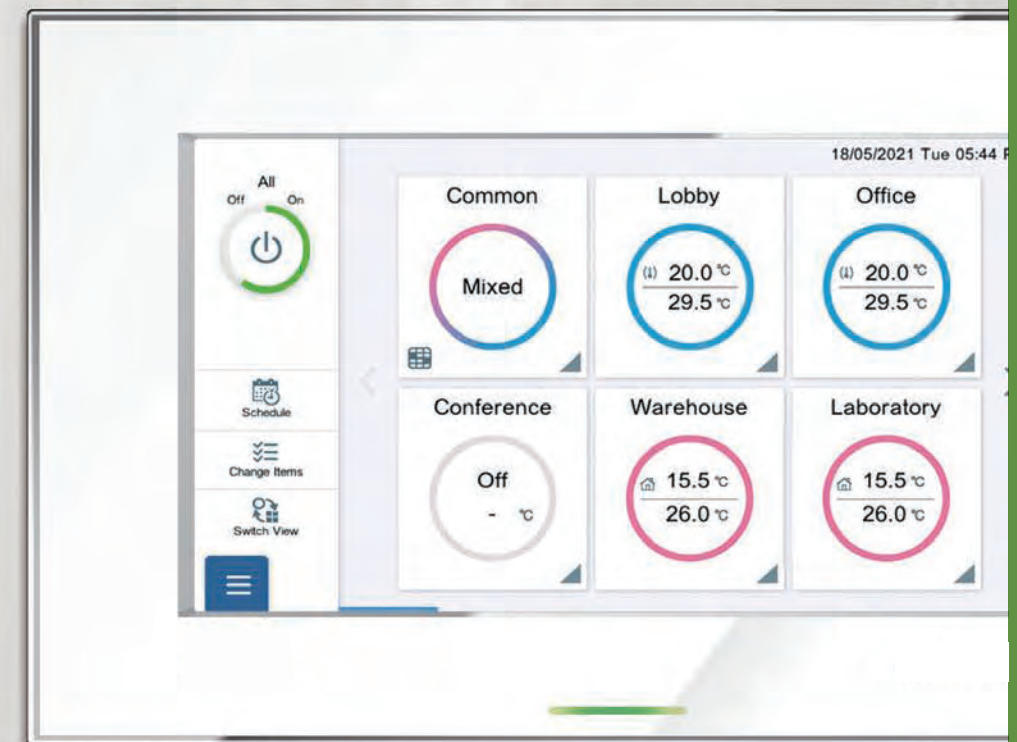 18/05/2021 Tue 05:44
All
Off On
Schedule
Change Items
Switch View
Common
Mixed
Lobby
20.0 ℃
29.5 ℃
Office
20.0 ℃
29.5 ℃
Conference
Off
- ℃
Warehouse
15.5 ℃
26.0 ℃
Laboratory
15.5 ℃
26.0 ℃